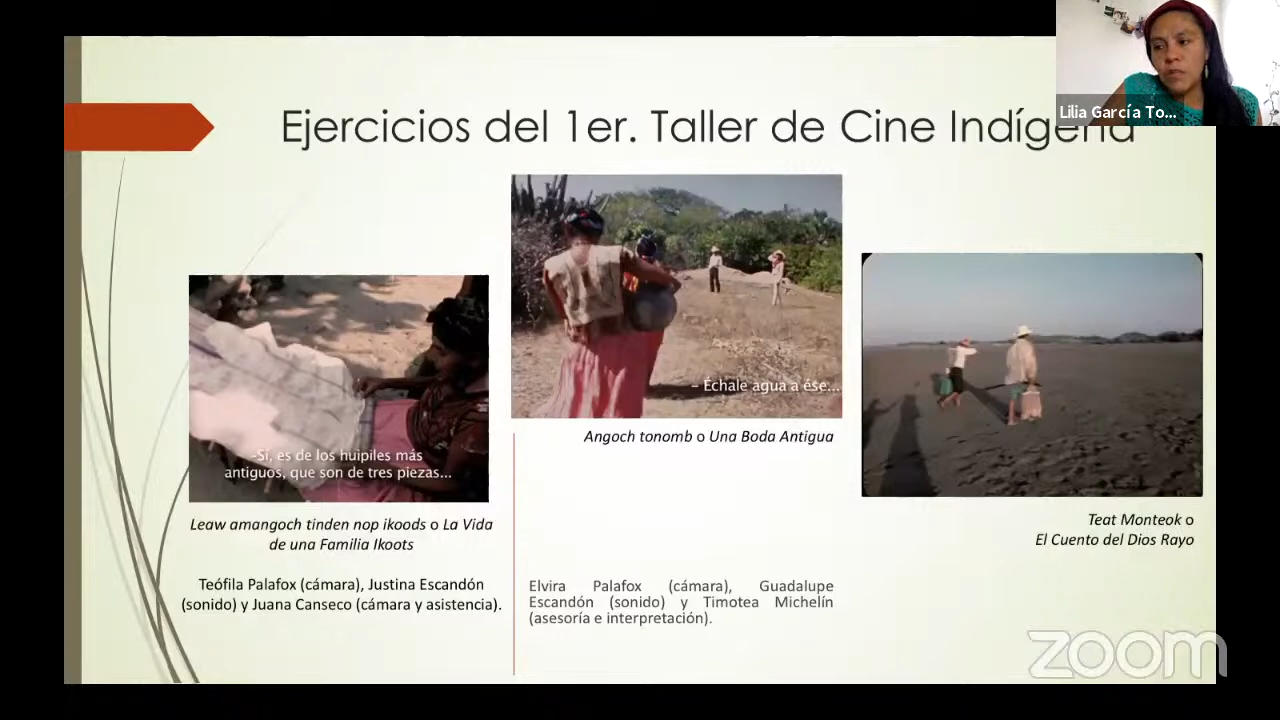 Ejercicios del 1er. Taller de Cine Indígena
Lilia García To...
-Sí, es de los huipiles más
antiguos, que son de tres piezas...
Leaw amangoch tinden nop ikoods o La Vida
de una Familia Ikoots
Teófila Palafox (cámara), Justina Escandón
(sonido) y Juana Canseco (cámara y asistencia).
- Échale agua a ése...
Angoch tonomb o Una Boda Antigua
Elvira Palafox (cámara), Guadalupe
Escandón (sonido) y Timotea Michelín
(asesoría e interpretación).
Teat Monteok o
El Cuento del Dios Rayo
zoom